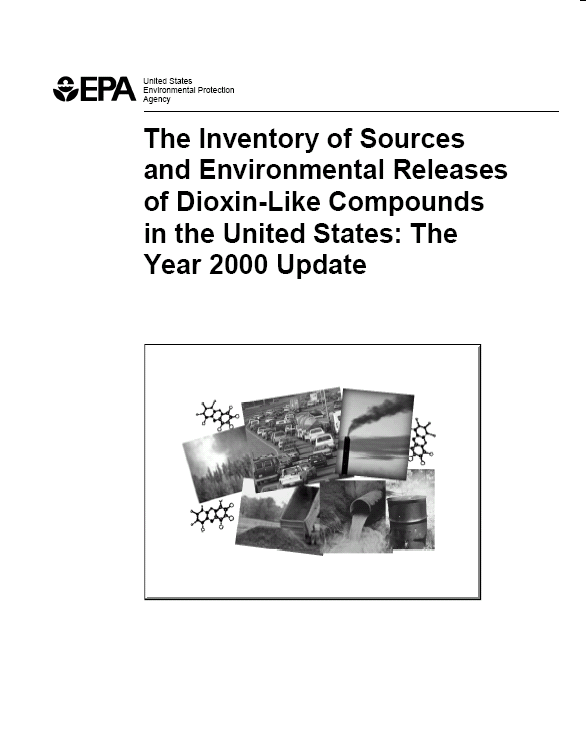 EPA
United States
Environmental Protection
Agency
The Inventory of Sources
and Environmental Releases
of Dioxin-Like Compounds
in the United States: The
Year 2000 Update